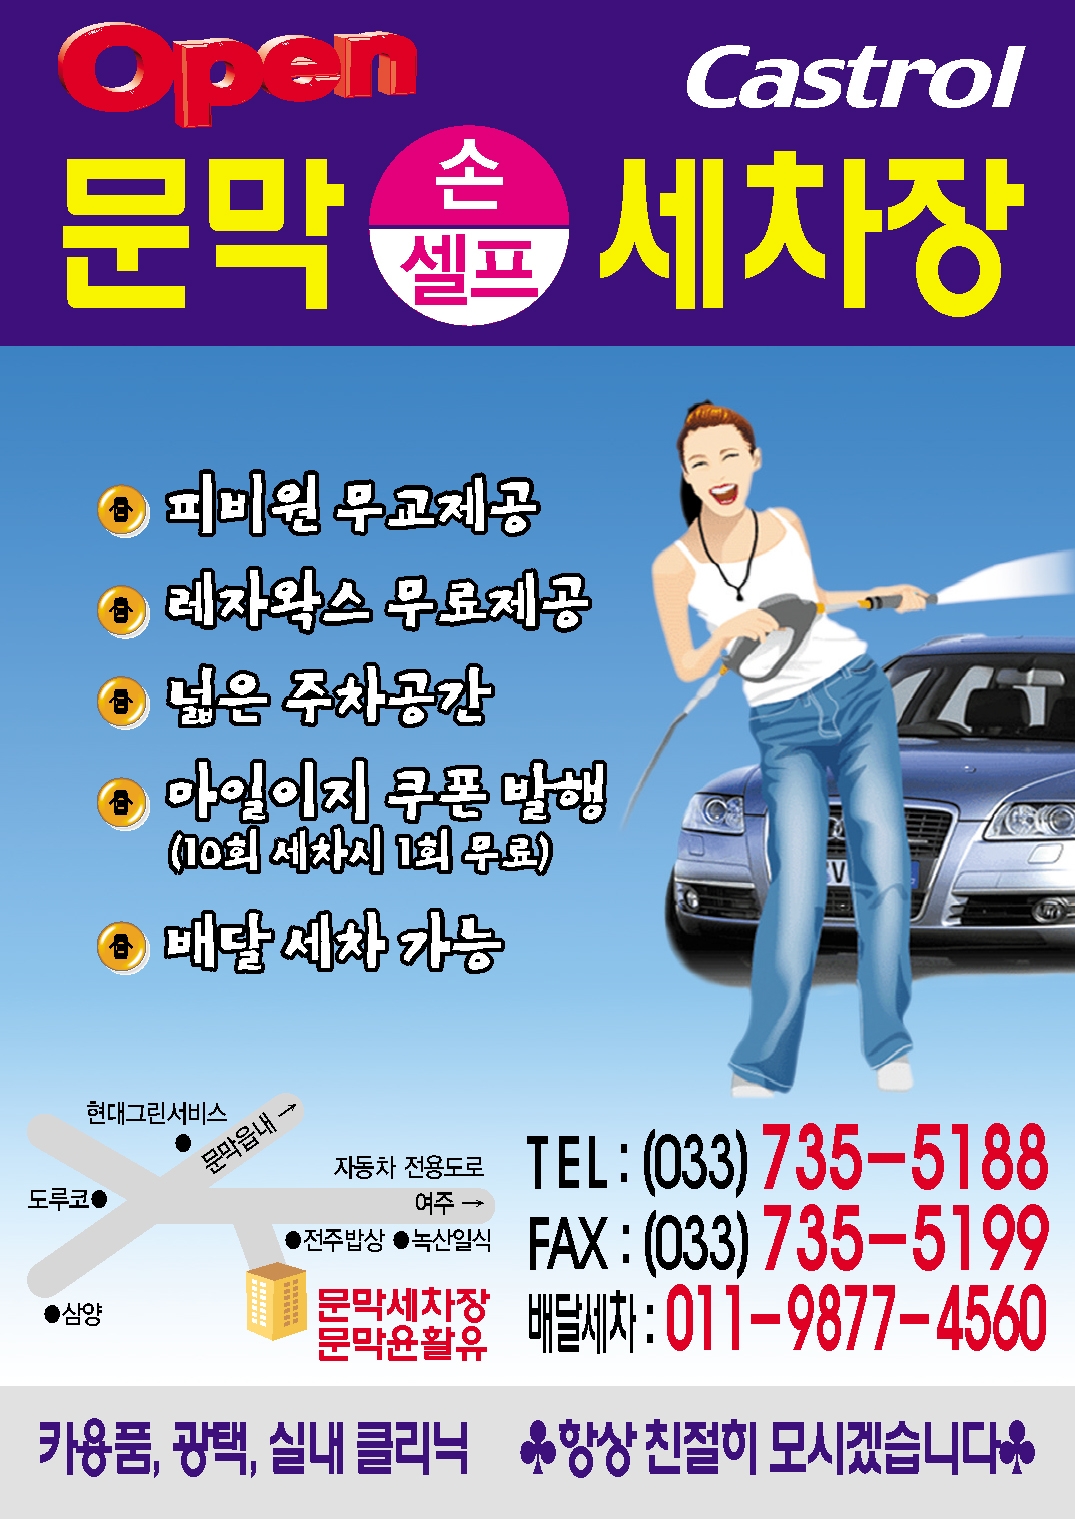 Open
Castrol
문막 손 셀프 세차장
피비원 무교제공
레자왁스 무료제공
넓은 주차공간
마일이지 쿠폰 발행
(10회 세차시 1회 무료)
배달 세차 가능
현대그린서비스
문막읍내 →
자동차 전용도로
도루코●
여주 →
●전주밥상 ●녹산일식
●삼양
문막세차장
문막윤활유
TEL : (033) 735-5188
FAX : (033) 735-5199
배달세차 : 011-9877-4560
카용품, 광택, 실내 클리닉 ♣항상 친절히 모시겠습니다♣